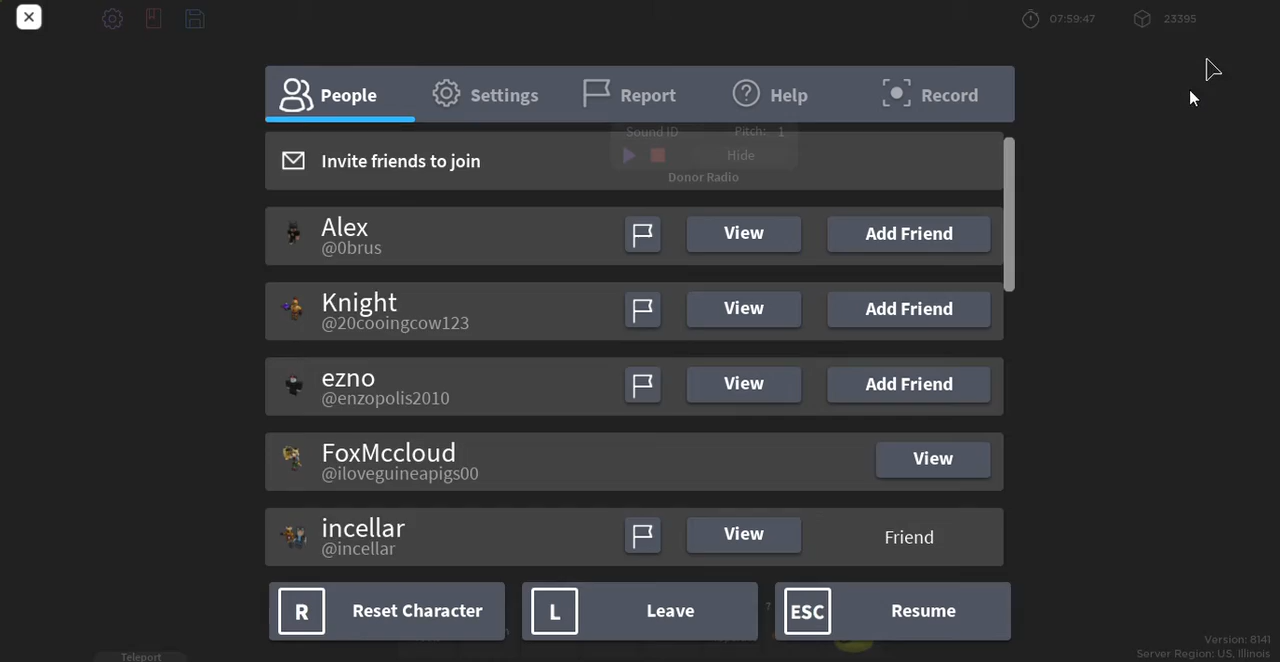 07:59:47 23395
People Settings Report Help Record
Sound ID Pitch: 1
Hide
Donor Radio
Invite friends to join
Alex
@0brus
View Add Friend
Knight
@20cooingcow123
View Add Friend
ezno
@enzopolis2010
View Add Friend
FoxMccloud
@iloveguineapigs00
View
incellar
@incellar
View Friend
R Reset Character L Leave ESC Resume
Version: 8141
Server Region: US, Illinois
Teleport